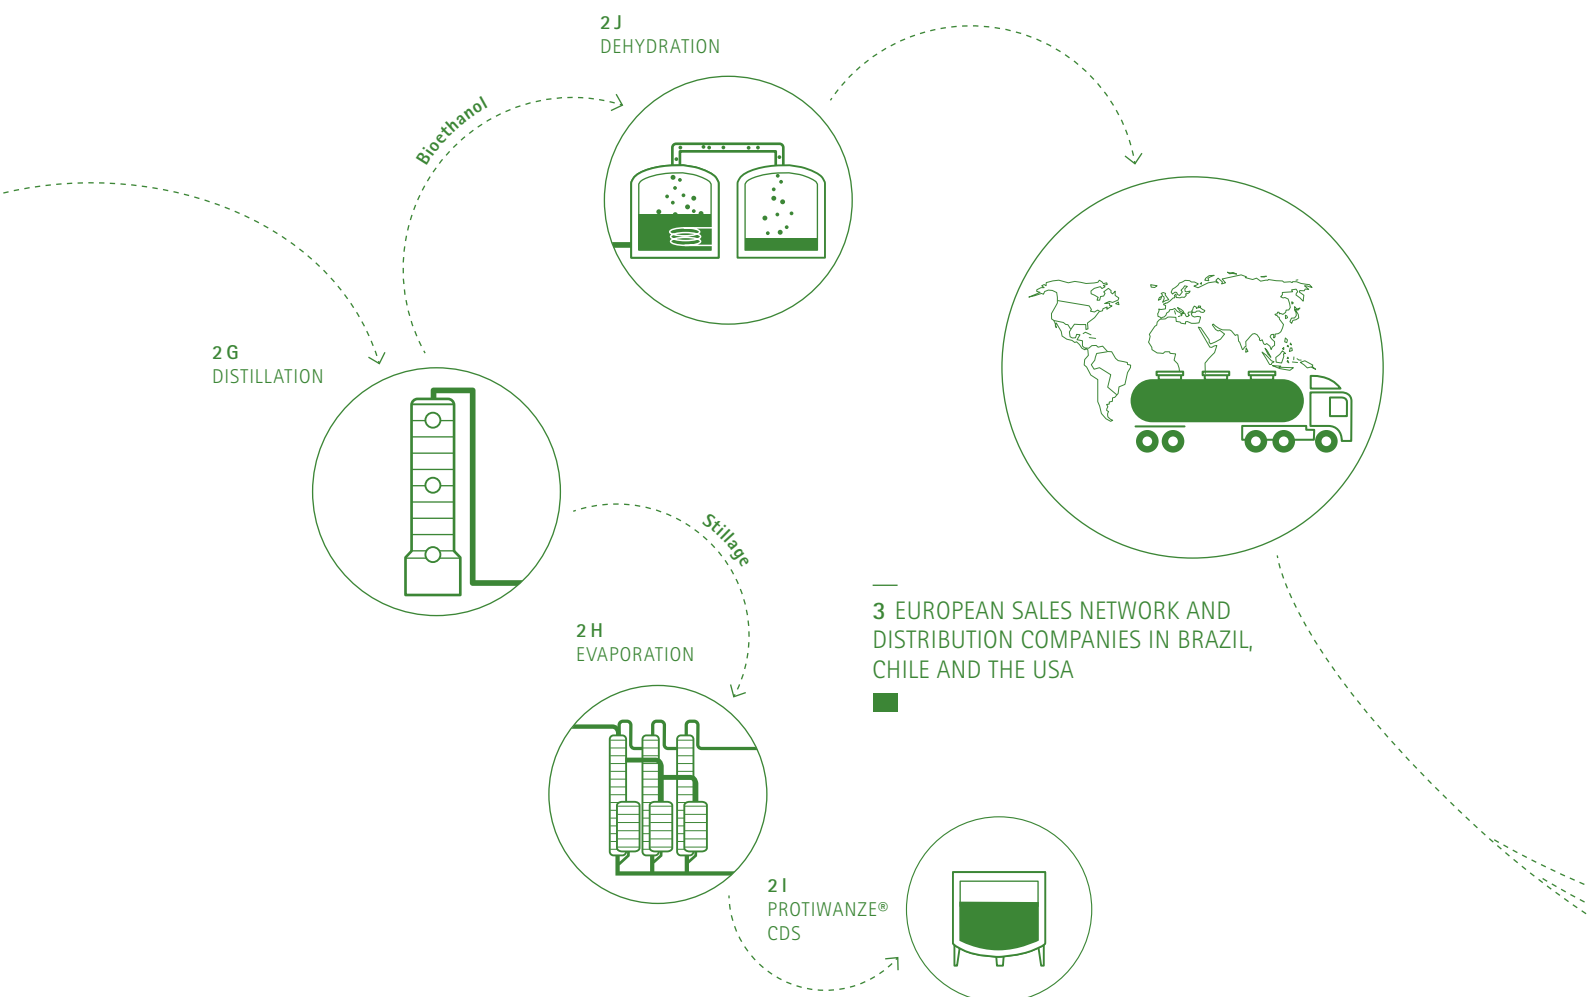 2 J
DEHYDRATION
Bioethanol
2 G
DISTILLATION
Stillage
2 H
EVAPORATION
3 EUROPEAN SALES NETWORK AND
DISTRIBUTION COMPANIES IN BRAZIL,
CHILE AND THE USA
2 I
PROTIWANZE®
CDS